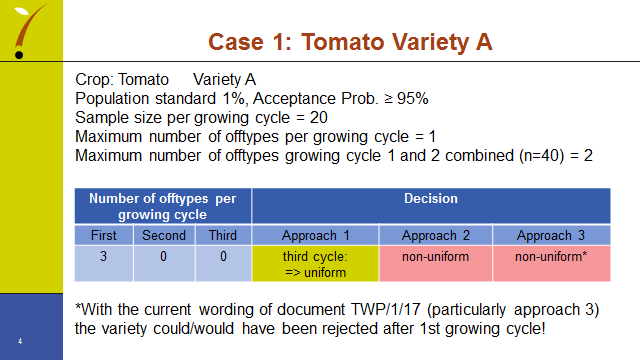 Case 1: Tomato Variety A
Crop: Tomato Variety A
Population standard 1%, Acceptance Prob. ≥ 95%
Sample size per growing cycle = 20
Maximum number of offtypes per growing cycle = 1
Maximum number of offtypes growing cycle 1 and 2 combined (n=40) = 2
Number of offtypes per growing cycle Decision
First Second Third Approach 1 Approach 2 Approach 3
3 0 0 third cycle: non-uniform non-uniform*
=> uniform
*With the current wording of document TWP/1/17 (particularly approach 3)
the variety could/would have been rejected after 1st growing cycle!
4